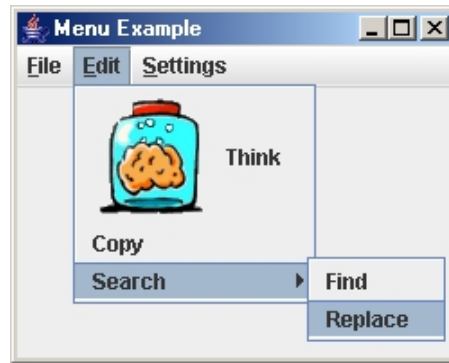 Menu Example
File Edit Settings
Think
Copy
Search
Find
Replace